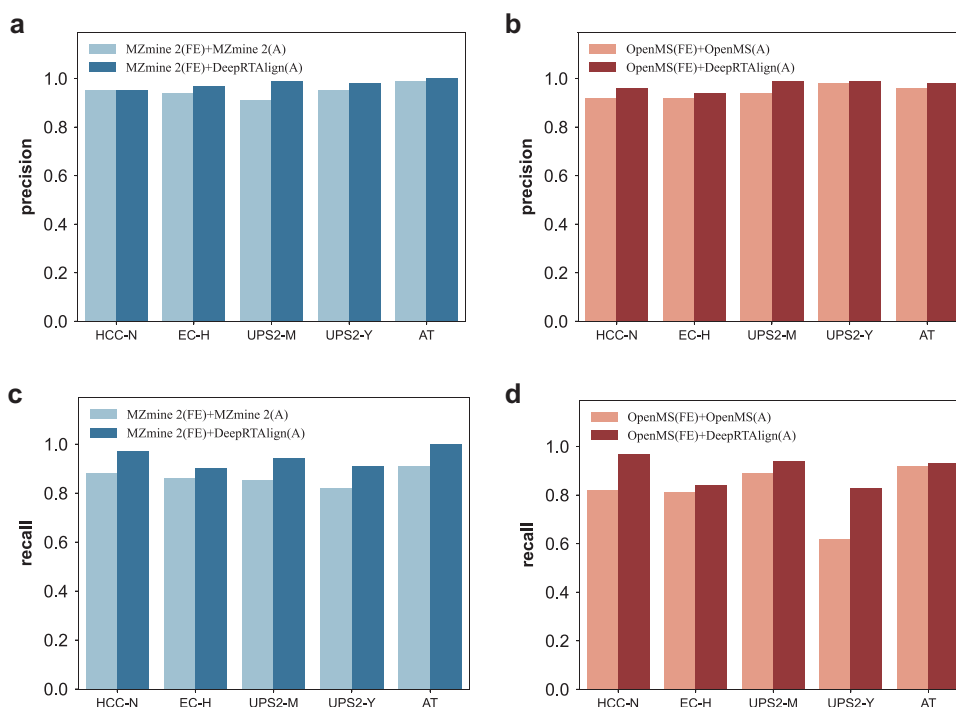 a
MZmine 2(FE)+MZmine 2(A)
MZmine 2(FE)+DeepRTAlign(A)
1.0
0.8
0.6
0.4
0.2
0.0
precision
HCC-N EC-H UPS2-M UPS2-Y AT
b
OpenMS(FE)+OpenMS(A)
OpenMS(FE)+DeepRTAlign(A)
1.0
0.8
0.6
0.4
0.2
0.0
precision
HCC-N EC-H UPS2-M UPS2-Y AT
c
MZmine 2(FE)+MZmine 2(A)
MZmine 2(FE)+DeepRTAlign(A)
1.0
0.8
0.6
0.4
0.2
0.0
recall
HCC-N EC-H UPS2-M UPS2-Y AT
d
OpenMS(FE)+OpenMS(A)
OpenMS(FE)+DeepRTAlign(A)
1.0
0.8
0.6
0.4
0.2
0.0
recall
HCC-N EC-H UPS2-M UPS2-Y AT